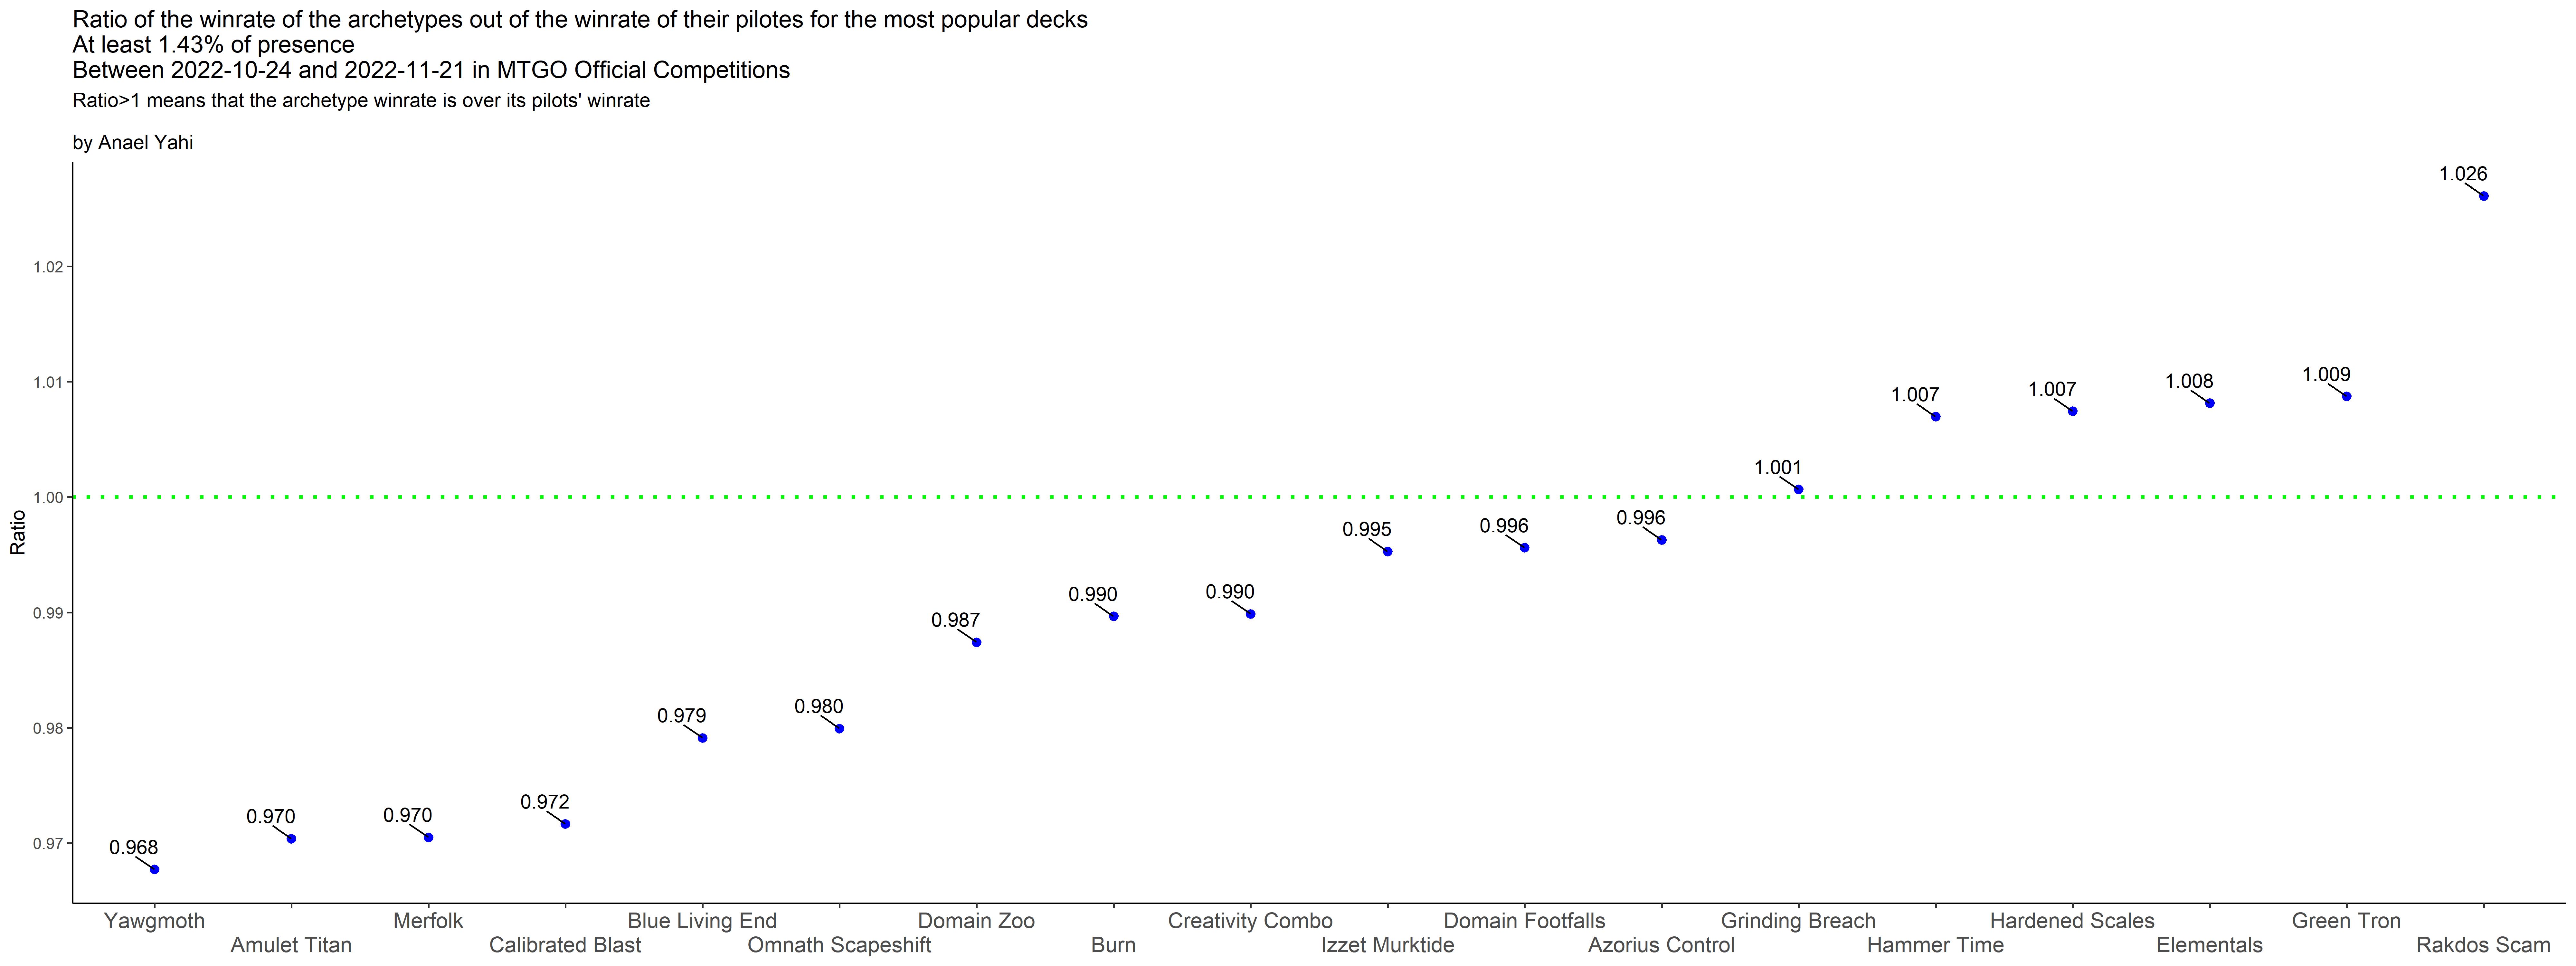 Ratio of the winrate of the archetypes out of the winrate of their pilotes for the most popular decks
At least 1.43% of presence
Between 2022-10-24 and 2022-11-21 in MTGO Official Competitions
Ratio>1 means that the archetype winrate is over its pilots' winrate
by Anael Yahi
Ratio
1.02
1.01
1.00
0.99
0.98
0.97
0.968
0.970
0.970
0.972
0.979
0.980
0.987
0.990
0.990
0.995
0.996
0.996
1.001
1.007
1.007
1.008
1.009
1.026
Yawgmoth
Amulet Titan
Merfolk
Calibrated Blast
Blue Living End
Omnath Scapeshift
Domain Zoo
Burn
Creativity Combo
Izzet Murktide
Domain Footfalls
Azorius Control
Grinding Breach
Hammer Time
Hardened Scales
Elementals
Green Tron
Rakdos Scam